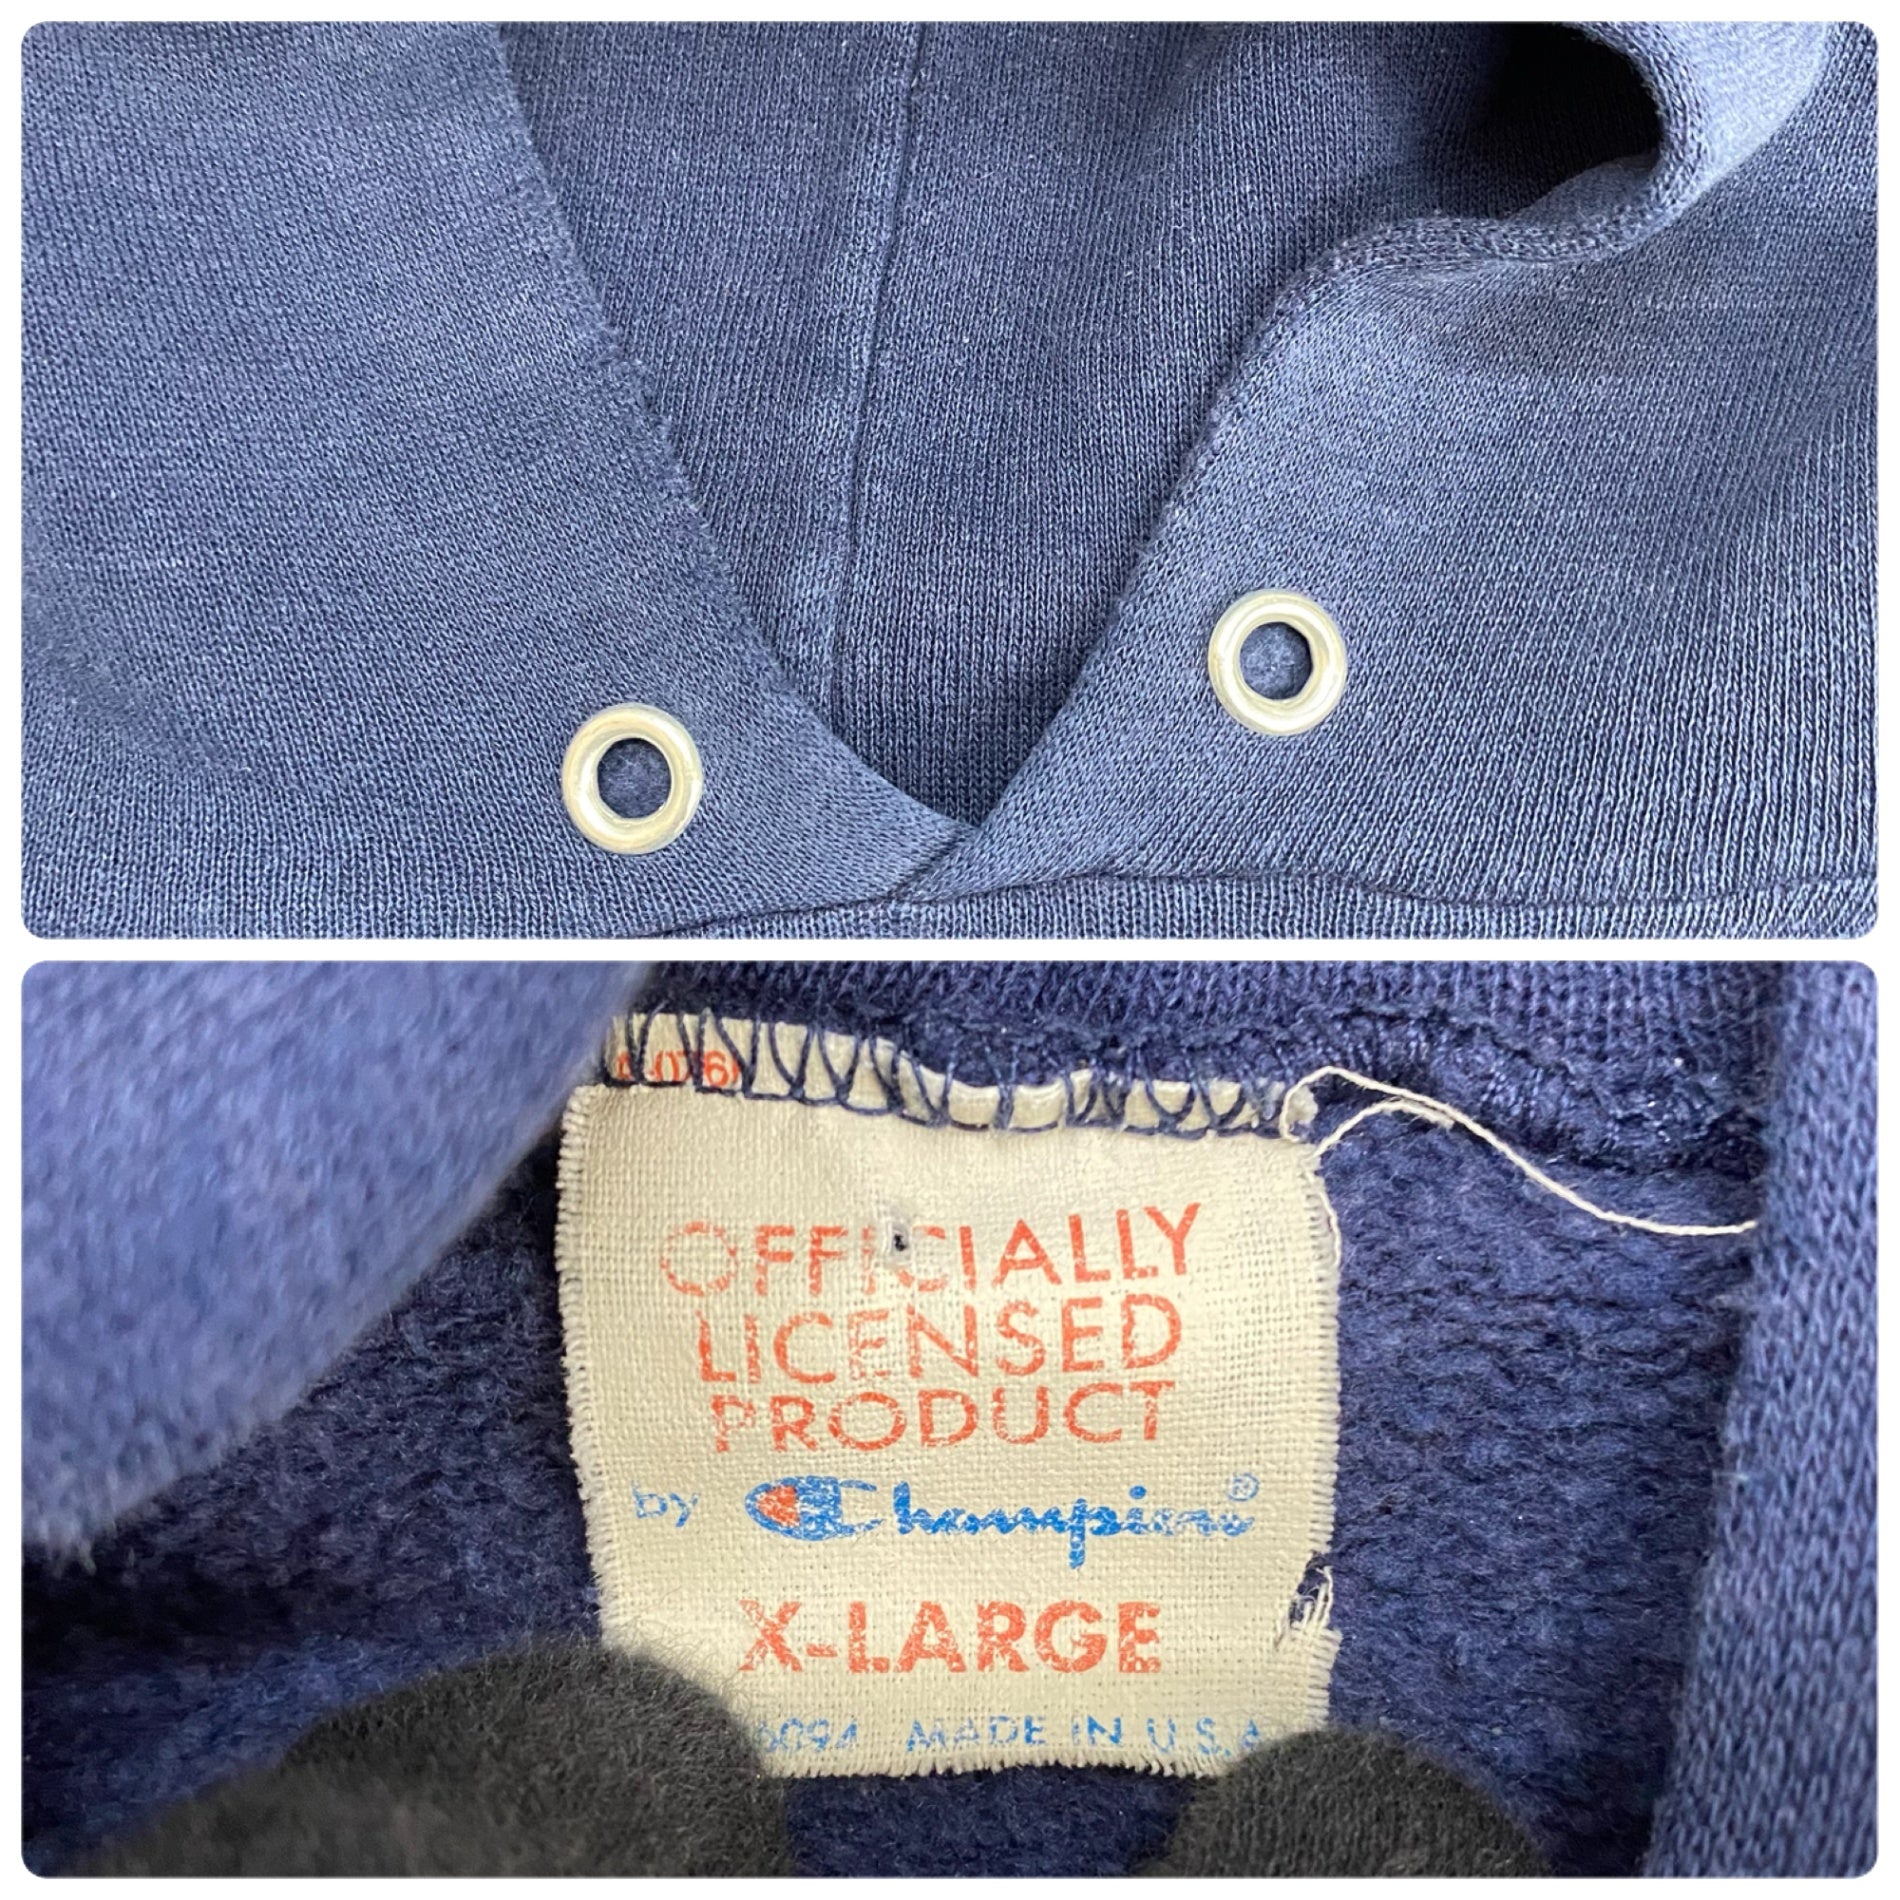 OFFICIALLY
LICENSED
PRODUCT
by Champion®
X-LARGE
MADE IN U.S.A